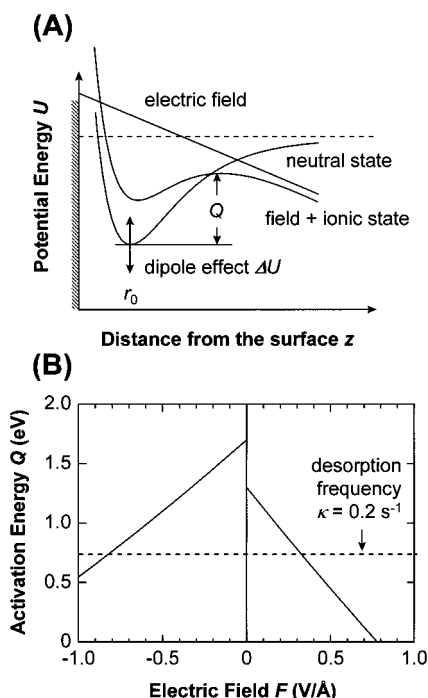 (A)
Potential Energy U
electric field
neutral state
Q
field + ionic state
dipole effect ΔU
r0
Distance from the surface z
(B)
Activation Energy Q (eV)
2.0
1.5
1.0
0.5
0
desorption
frequency
κ = 0.2 s-1
-1.0
-0.5
0
0.5
1.0
Electric Field F (V/Å)